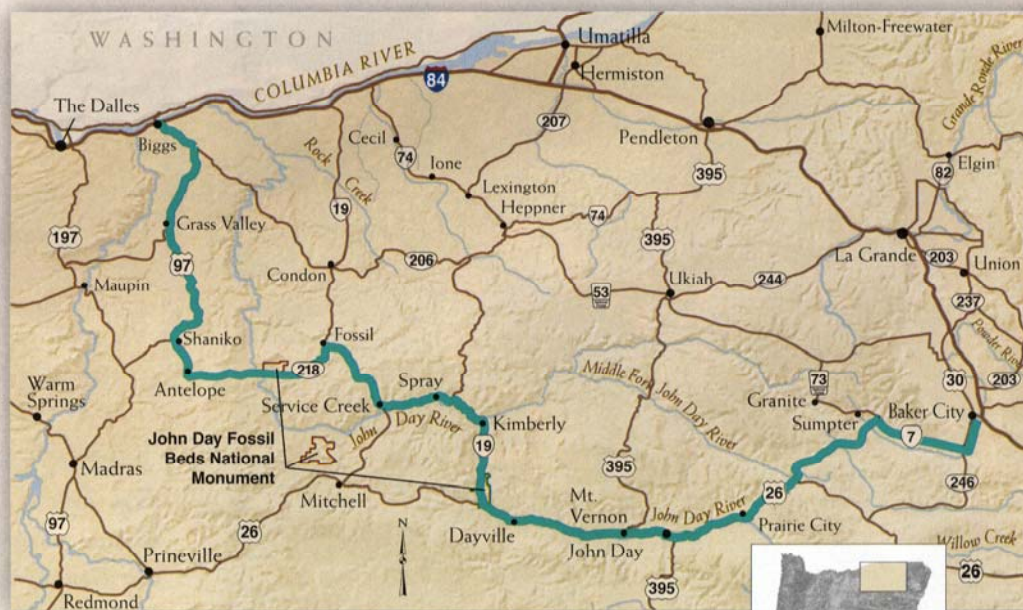 WASHINGTON
COLUMBIA RIVER
84
Umatilla
Hermiston
Milton-Freewater
Grande Ronde River
The Dalles
Biggs
207
Pendleton
Cecil
74
Ione
Rock
Creek
395
Elgin
82
Lexington
Heppner
74
19
Grass Valley
197
97
206
395
La Grande
203
Union
Condon
Maupin
53
Ukiah
244
237
Shaniko
Fossil
Powder River
Antelope
218
Spray
Middle Fork John Day River
73
30
203
Warm
Springs
Service Creek
John
Day River
Kimberly
Granite
Sumpter
Baker City
7
John Day Fossil
Beds National
Monument
19
395
246
Madras
Mitchell
Mt.
Vernon
26
John Day River
Prairie City
97
26
Dayville
John Day
Willow Creek
N
Prineville
395
26
Redmond